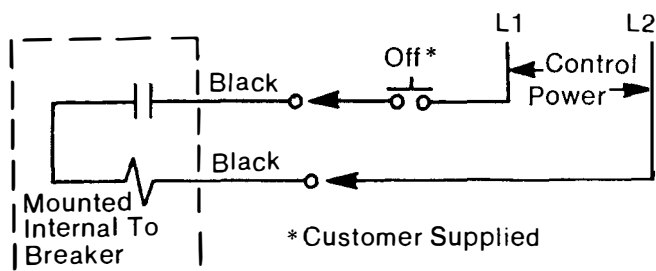 L1
L2
Off*
Control
Power
Black
Black
Mounted
Internal To
Breaker
*Customer Supplied